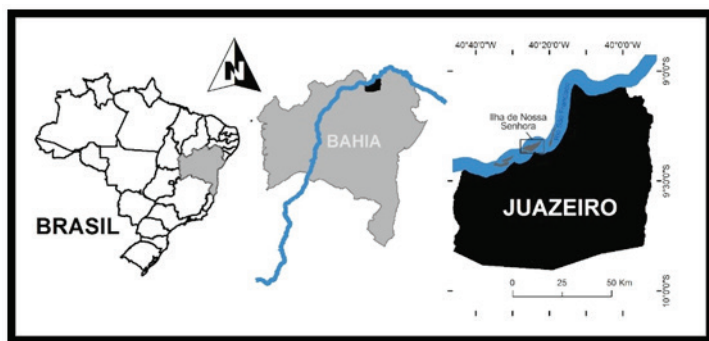 N
BRASIL
BAHIA
40°40'0"W 40°20'0"W 40°0'0"W
9°0'0"S
Ilha de Nossa
Senhora
9°30'0"S
JUAZEIRO
0 25 50 Km
10°0'0"S